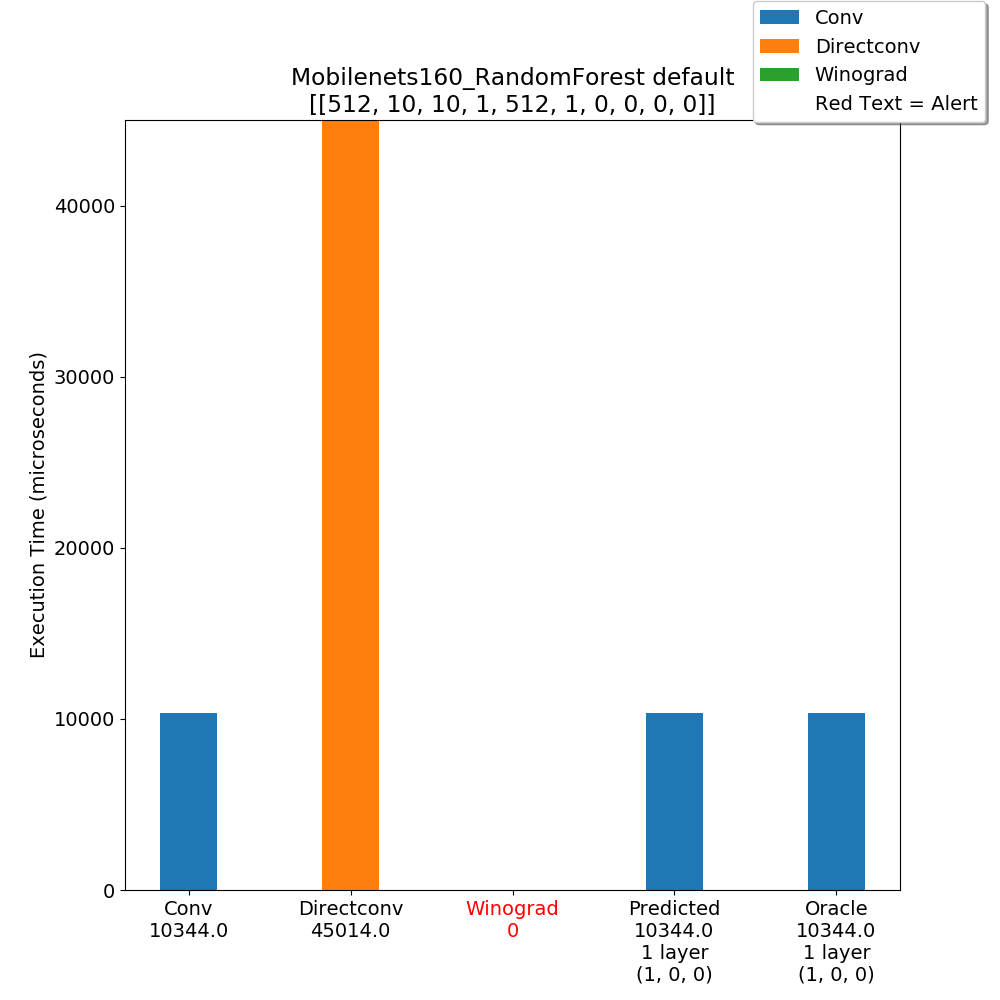 Conv
Directconv
Winograd
Red Text = Alert
Mobilenets160_RandomForest default
[[512, 10, 10, 1, 512, 1, 0, 0, 0, 0]]
Execution Time (microseconds)
40000
30000
20000
10000
0
Conv
10344.0
Directconv
45014.0
Winograd
0
Predicted
10344.0
1 layer
(1, 0, 0)
Oracle
10344.0
1 layer
(1, 0, 0)